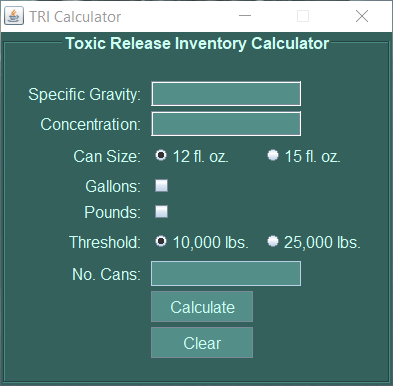 TRI Calculator
Toxic Release Inventory Calculator
Specific Gravity:
Concentration:
Can Size: 12 fl. oz. 15 fl. oz.
Gallons:
Pounds:
Threshold: 10,000 lbs. 25,000 lbs.
No. Cans:
Calculate
Clear